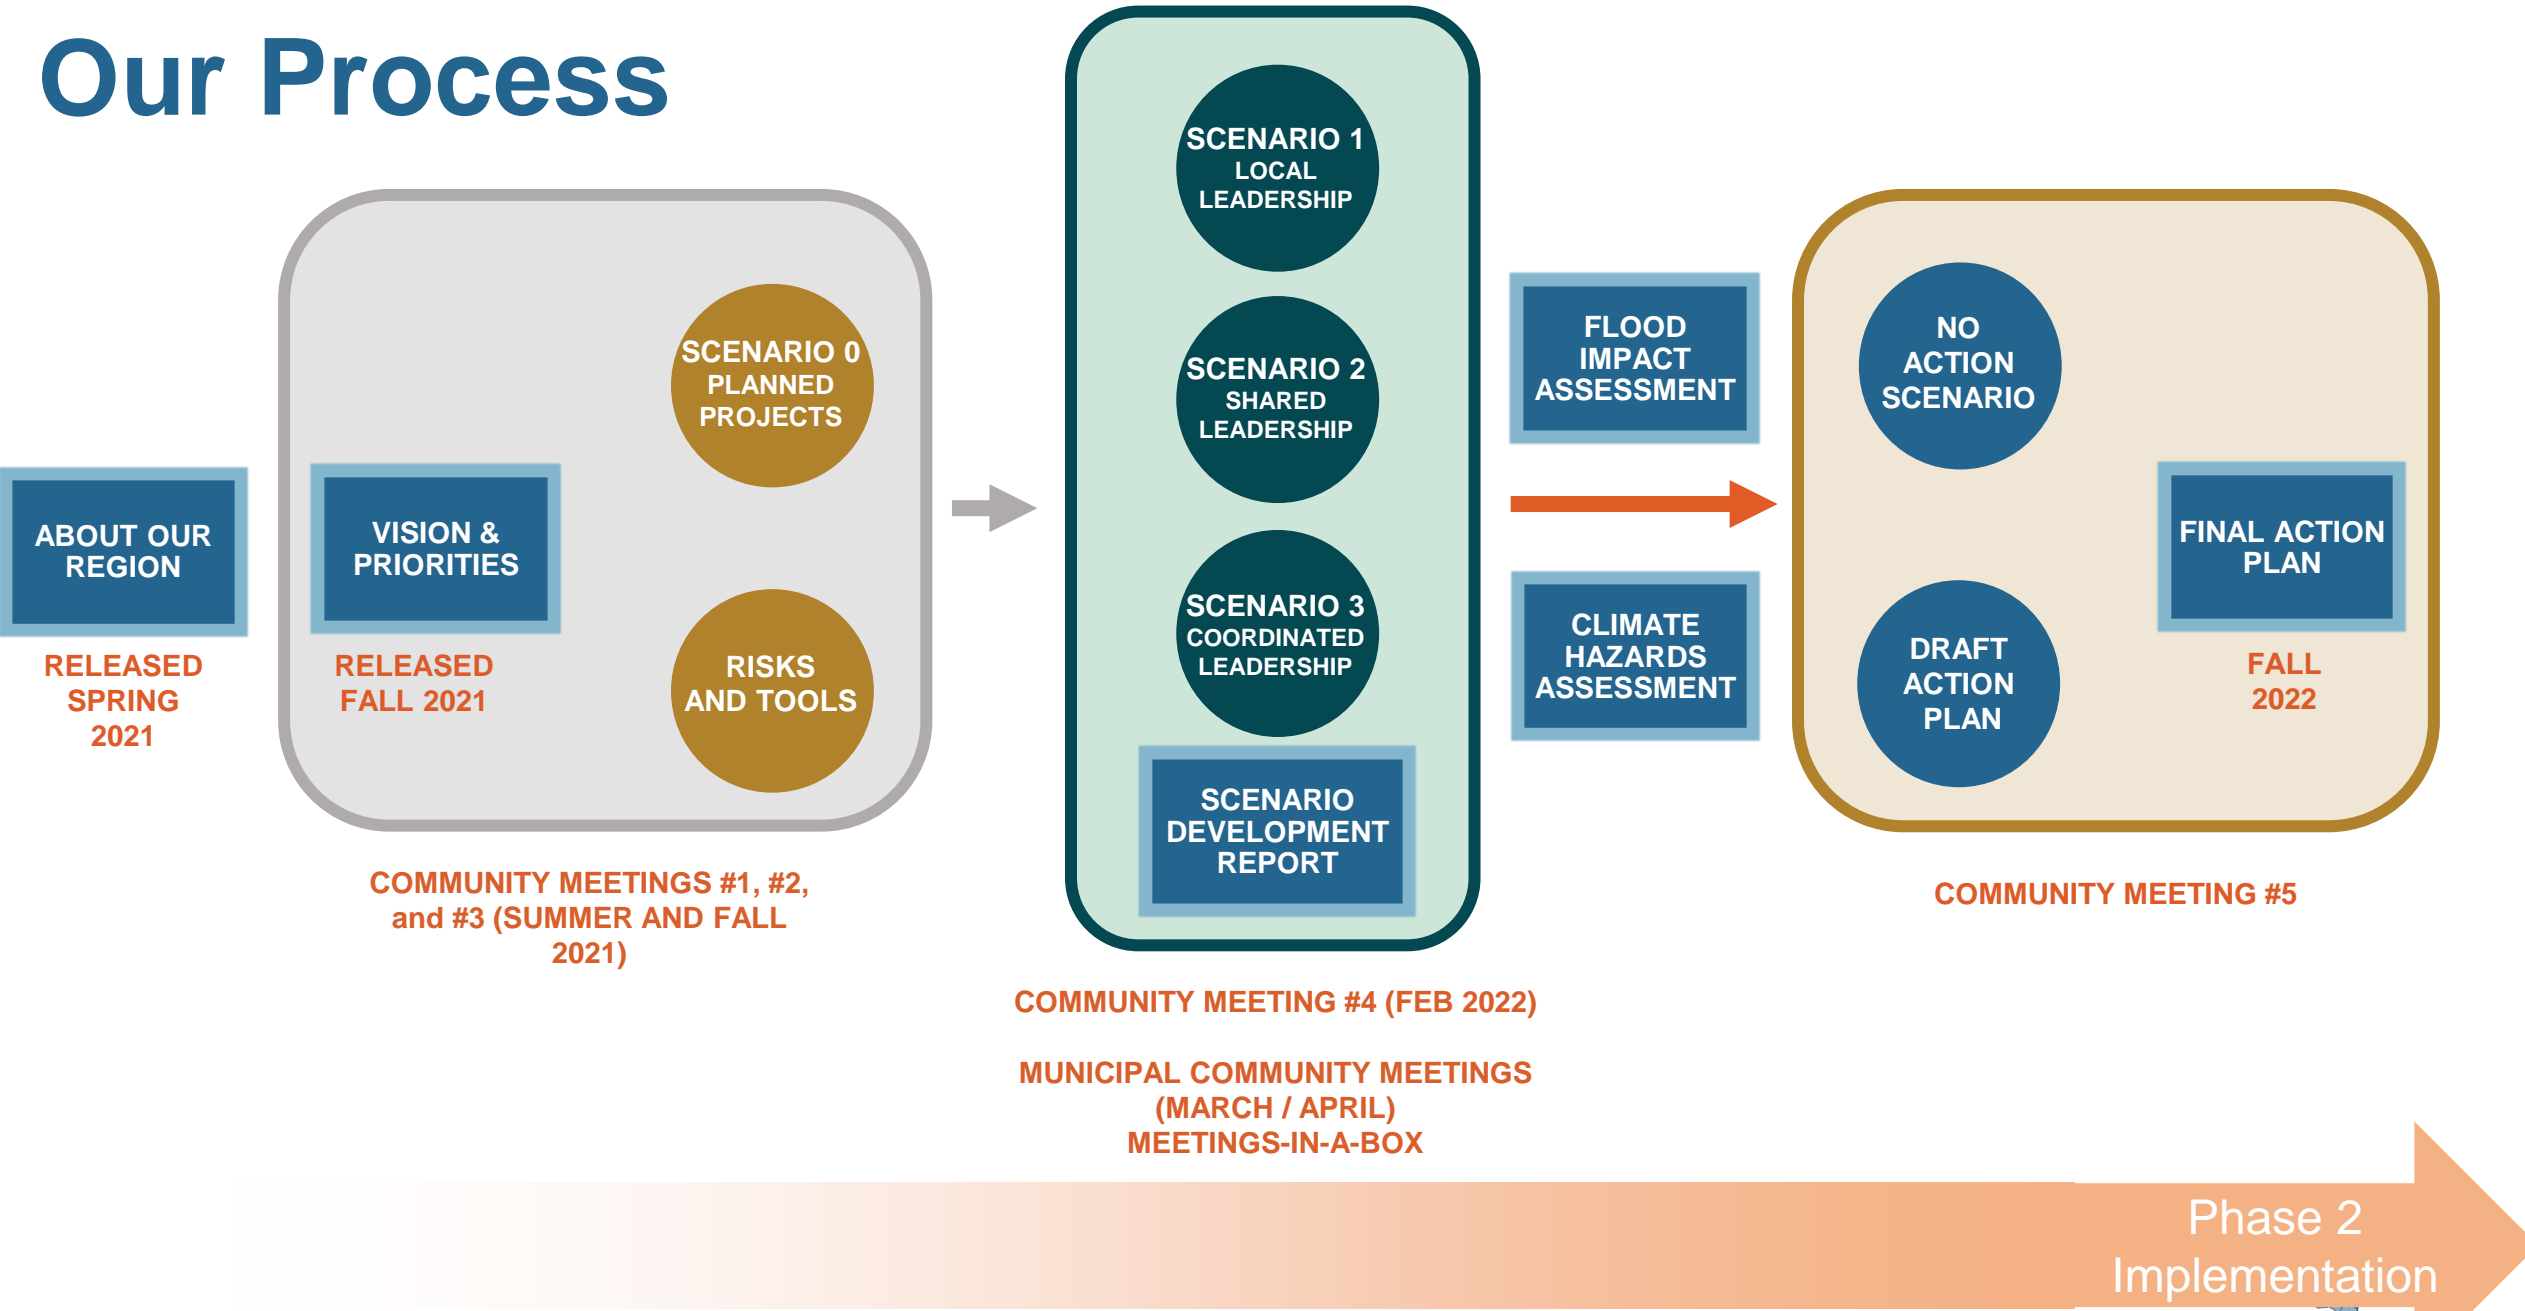 Our Process
ABOUT OUR
REGION
RELEASED
SPRING
2021
VISION &
PRIORITIES
RELEASED
FALL 2021
SCENARIO 0
PLANNED
PROJECTS
RISKS
AND TOOLS
COMMUNITY MEETINGS #1, #2,
and #3 (SUMMER AND FALL
2021)
SCENARIO 1
LOCAL
LEADERSHIP
SCENARIO 2
SHARED
LEADERSHIP
SCENARIO 3
COORDINATED
LEADERSHIP
SCENARIO
DEVELOPMENT
REPORT
COMMUNITY MEETING #4 (FEB 2022)
MUNICIPAL COMMUNITY MEETINGS
(MARCH / APRIL)
MEETINGS-IN-A-BOX
FLOOD
IMPACT
ASSESSMENT
CLIMATE
HAZARDS
ASSESSMENT
NO
ACTION
SCENARIO
DRAFT
ACTION
PLAN
FINAL ACTION
PLAN
FALL
2022
COMMUNITY MEETING #5
Phase 2
Implementation